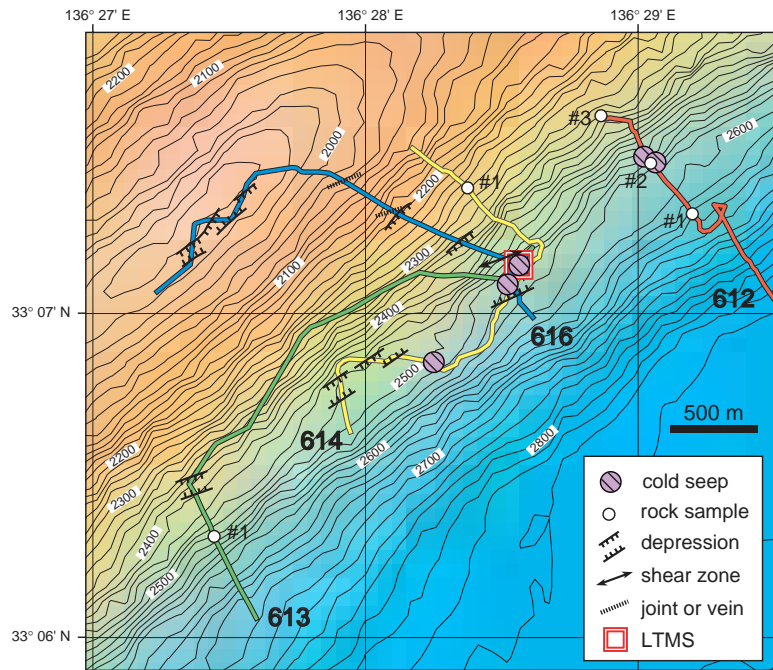 136° 27' E 136° 28' E 136° 29' E
2200 2100
2600
#3
2000
#2
#1
2200
#1
2300
2100
612
33° 07' N
2400
616
2500
500 m
614
2800
2600
2200
2700
2300
cold seep
#1
rock sample
2400
depression
2500
shear zone
613
joint or vein
33° 06' N
LTMS